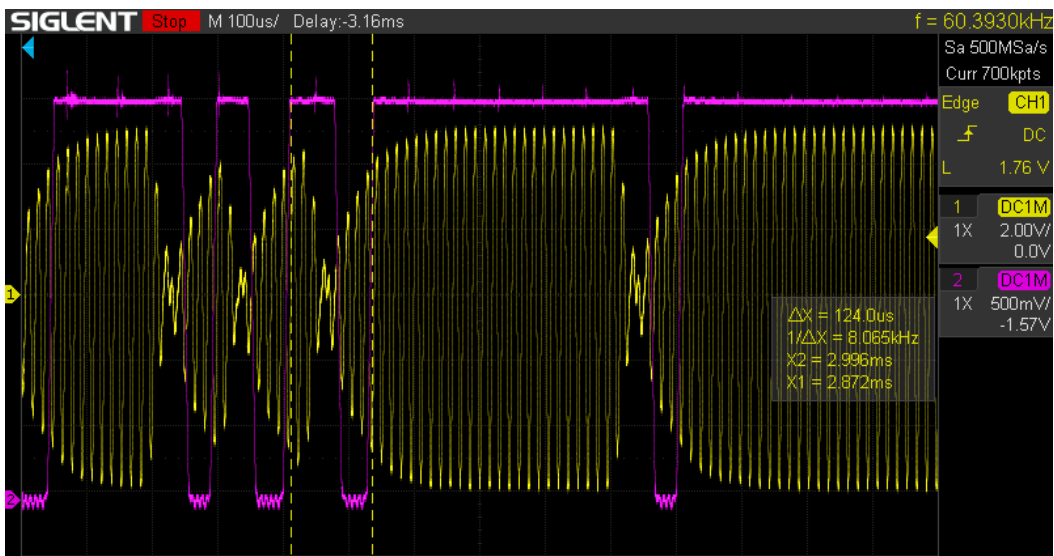 SIGLENT Stop M 100us/ Delay:-3.16ms f = 60.3930kHz
Sa 500MSa/s
Curr 700kpts
Edge CH1
DC
L 1.76 V
1 DC1M
1X 2.00V/
0.0V
2 DC1M
1X 500mV/
-1.57V
1
2
ΔX = 124.0us
1/ΔX = 8.065kHz
X2 = 2.996ms
X1 = 2.872ms